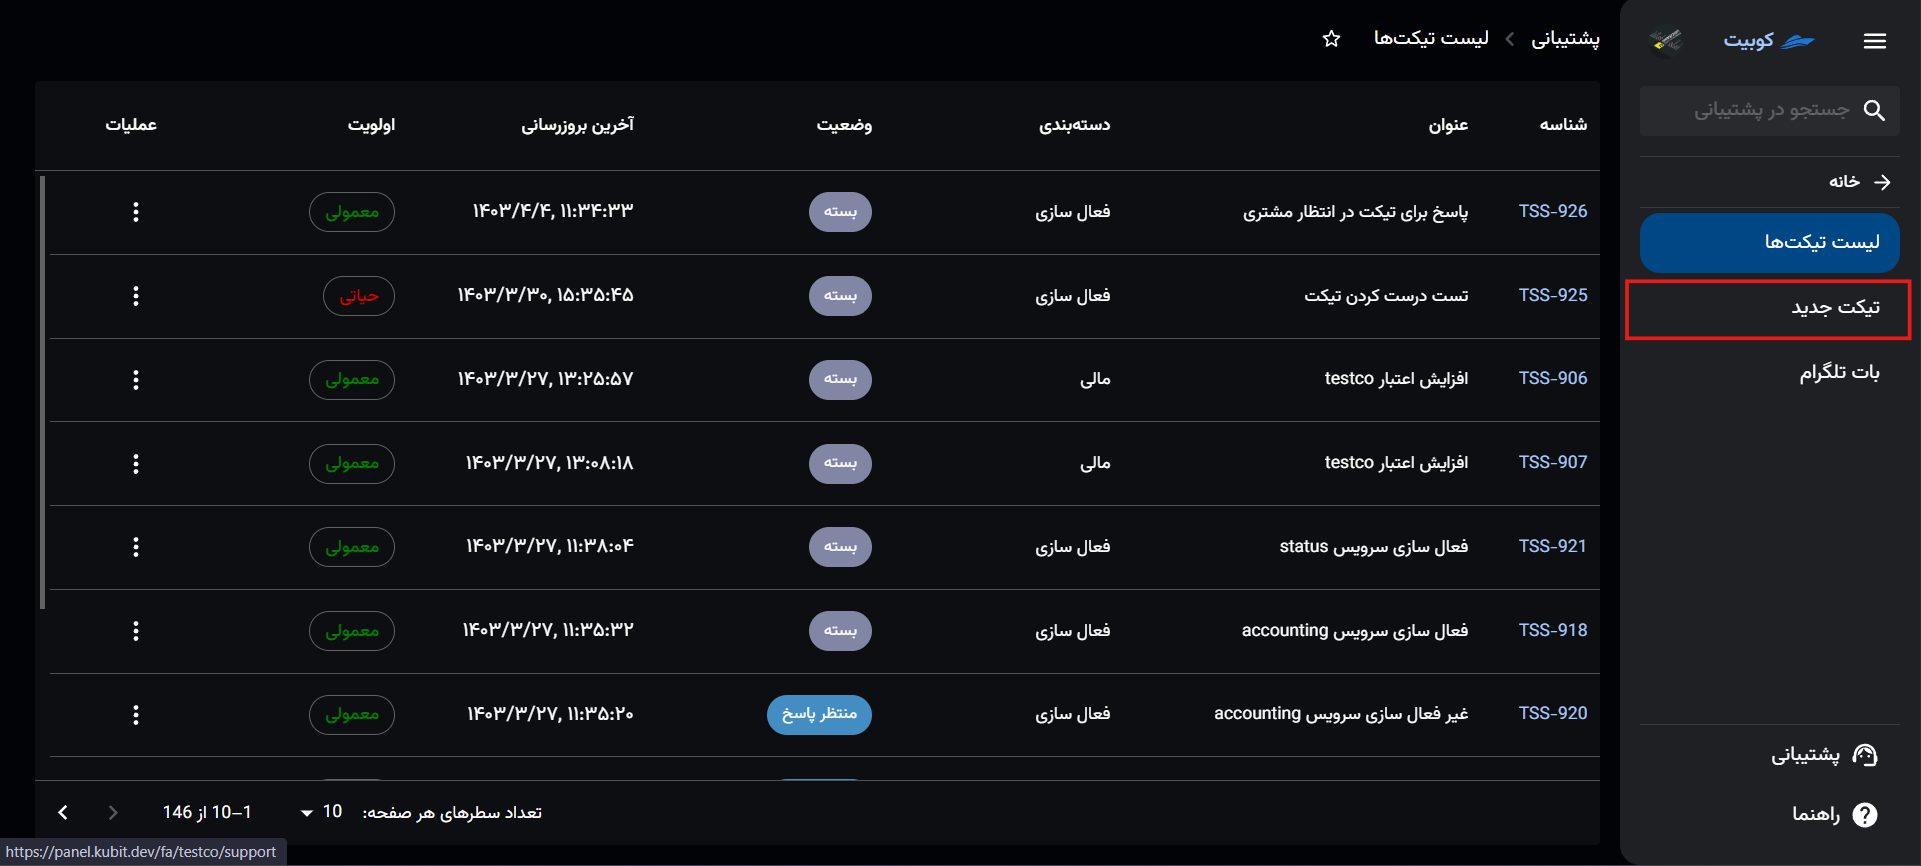 کوبیت
جستجو در پشتیبانی
خانه
لیست تیکت‌ها
تیکت جدید
بات تلگرام
پشتیبانی
راهنما
پشتیبانی
لیست تیکت‌ها
شناسه عنوان دسته‌بندی وضعیت آخرین بروزرسانی اولویت عملیات
TSS-926 پاسخ برای تیکت در انتظار مشتری فعال سازی بسته ۱۴۰۳/۴/۴, ۱۱:۳۴:۳۳ معمولی
TSS-925 تست درست کردن تیکت فعال سازی بسته ۱۴۰۳/۳/۳۰, ۱۵:۳۵:۴۵ حیاتی
TSS-906 افزایش اعتبار testco مالی بسته ۱۴۰۳/۳/۲۷, ۱۳:۲۵:۵۷ معمولی
TSS-907 افزایش اعتبار testco مالی بسته ۱۴۰۳/۳/۲۷, ۱۳:۰۸:۱۸ معمولی
TSS-921 فعال سازی سرویس status فعال سازی بسته ۱۴۰۳/۳/۲۷, ۱۱:۳۸:۰۴ معمولی
TSS-918 فعال سازی سرویس accounting فعال سازی بسته ۱۴۰۳/۳/۲۷, ۱۱:۳۵:۳۲ معمولی
TSS-920 غیر فعال سازی سرویس accounting فعال سازی منتظر پاسخ ۱۴۰۳/۳/۲۷, ۱۱:۳۵:۲۰ معمولی
تعداد سطرهای هر صفحه: 10 1–10 از 146
https://panel.kubit.dev/fa/testco/support